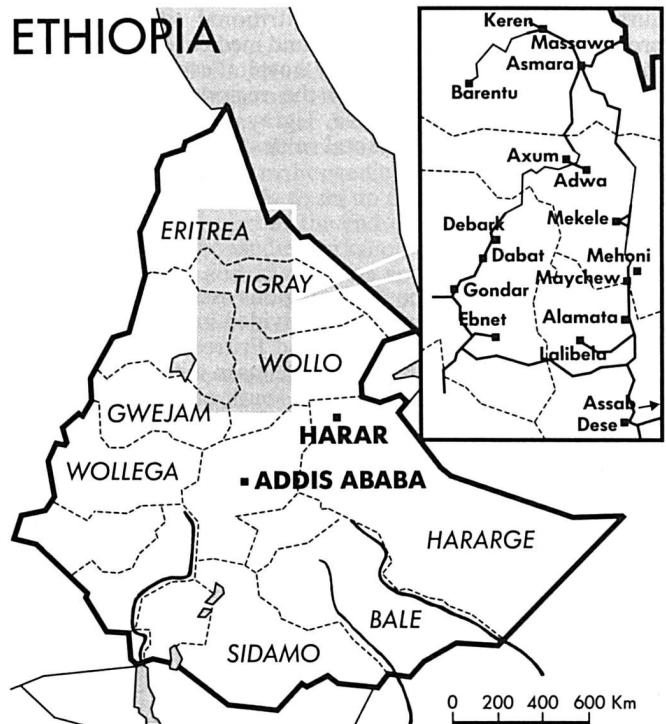 ETHIOPIA
ERITREA
TIGRAY
WOLLO
GWEJAM
HARAR
WOLLEGA
ADDIS ABABA
HARARGE
BALE
SIDAMO
0 200 400 600 Km
Keren
Massawa
Asmara
Barentu
Axum
Adwa
Debark
Mekele
Dabat
Mehoni
Maychew
Gondar
Ebnet
Alamata
Lalibela
Assab
Dese